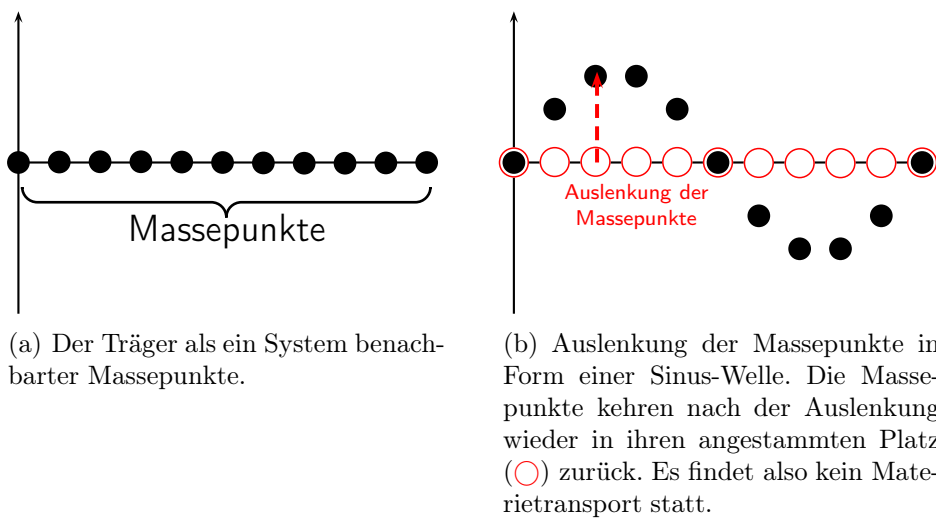 Massepunkte
Auslenkung der
Massepunkte
(a) Der Träger als ein System benach-
barter Massepunkte.
(b) Auslenkung der Massepunkte in
Form einer Sinus-Welle. Die Masse-
punkte kehren nach der Auslenkung
wieder in ihren angestammten Platz
(○) zurück. Es findet also kein Mate-
rietransport statt.